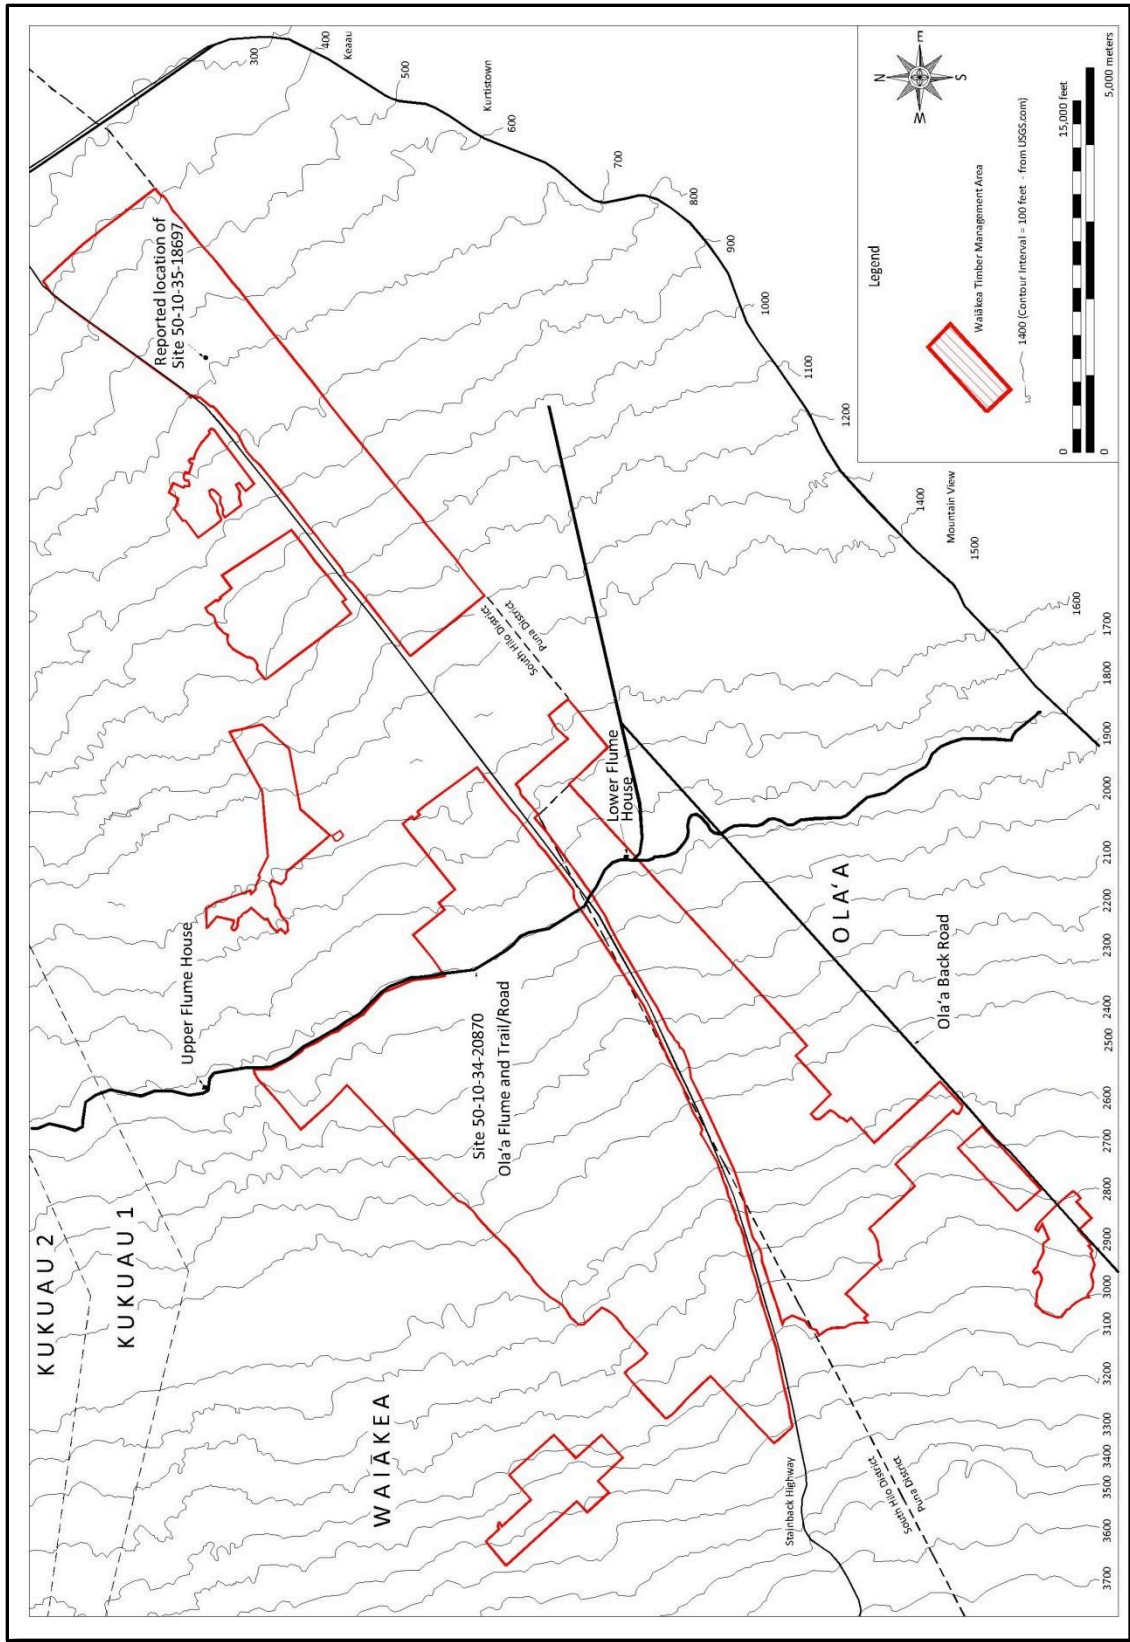 KUKUAU 2
KUKUAU 1
WAIĀKEA
OLAʻA
Upper Flume House
Site 50-10-34-20870
Olaʻa Flume and Trail/Road
Lower Flume
House
Olaʻa Back Road
Reported location of
Site 50-10-35-18697
South Hilo District
Puna District
South Hilo District
Puna District
Stainback Highway
Keaau
Kurtistown
Mountain View
300
400
500
600
700
800
900
1000
1100
1200
1400
1500
1600
1700
1800
1900
2000
2100
2200
2300
2400
2500
2600
2700
2800
2900
3000
3100
3200
3300
3400
3500
3600
3700
Legend
Waiākea Timber Management Area
1400 (Contour Interval = 100 feet - from USGS.com)
N
E
S
W
0
15,000 feet
0
5,000 meters